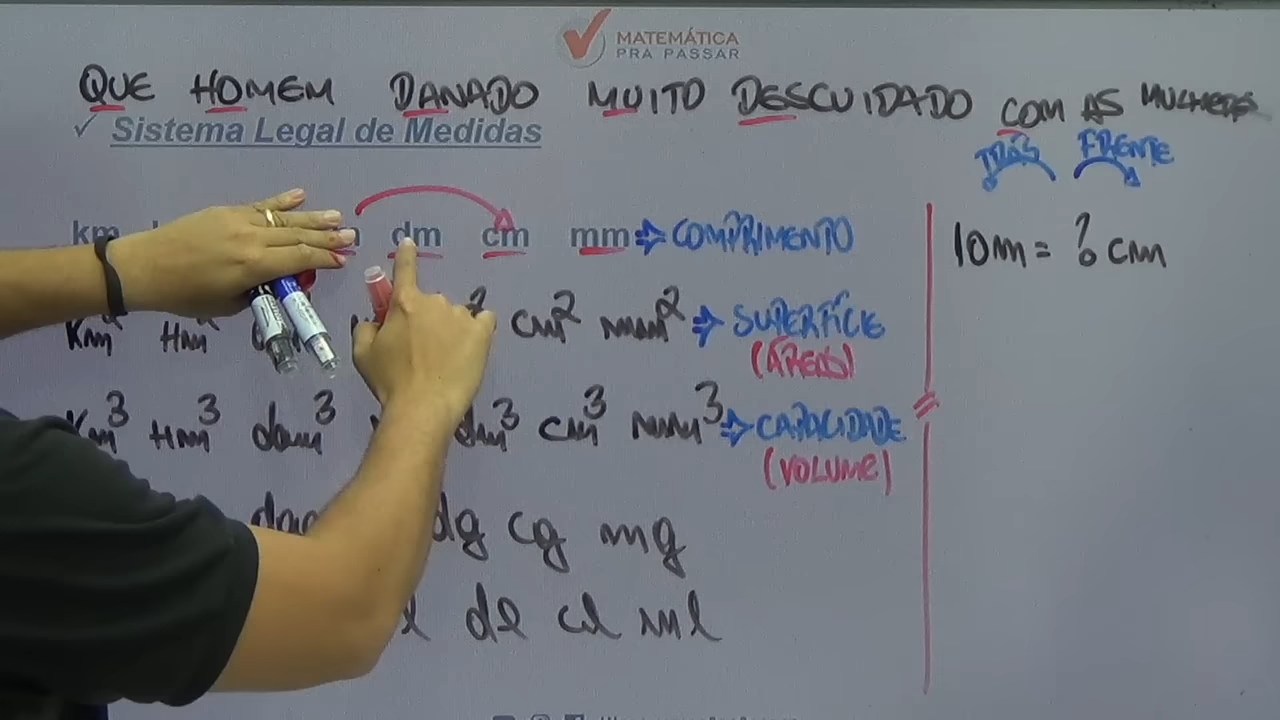 MATEMÁTICA
PRA PASSAR
QUE HOMEM DANADO MUITO DESCUIDADO COM AS MULHERES
✓ Sistema Legal de Medidas
TRÁS FRENTE
km dm cm mm ⇒ COMPRIMENTO
10m = ? cm
Km² Hm² cm² mm² ⇒ SUPERFÍCIE
(ÁREAS)
Km³ Hm³ dam³ dm³ cm³ mm³ ⇒ CAPACIDADE
(VOLUME)
dag dg cg mg
l dl cl ml